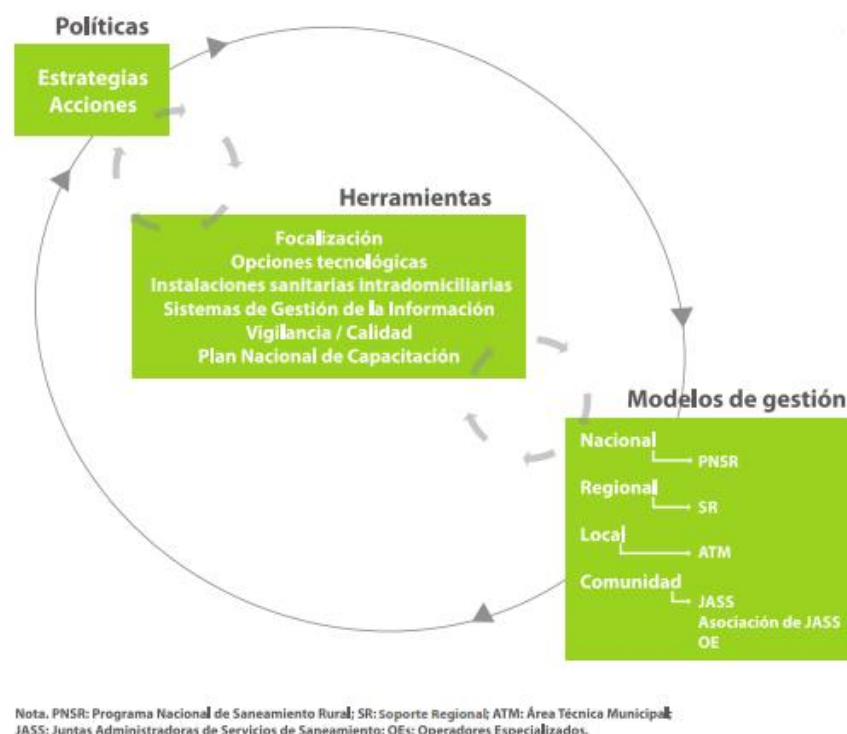 Políticas
Estrategias
Acciones
Herramientas
Focalización
Opciones tecnológicas
Instalaciones sanitarias intradomiciliarias
Sistemas de Gestión de la Información
Vigilancia / Calidad
Plan Nacional de Capacitación
Modelos de gestión
Nacional
PNSR
Regional
SR
Local
ATM
Comunidad
JASS
Asociación de JASS
OE
Nota. PNSR: Programa Nacional de Saneamiento Rural; SR: Soporte Regional; ATM: Área Técnica Municipal;
JASS: Juntas Administradoras de Servicios de Saneamiento; OEs: Operadores Especializados.